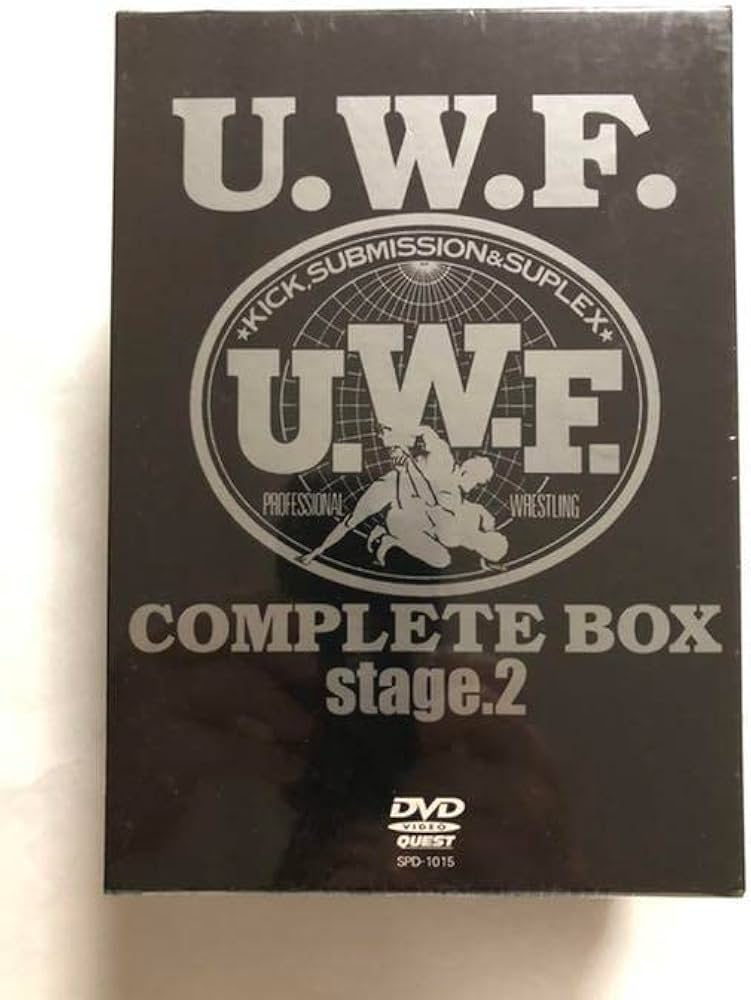 U.W.F.
★KICK,SUBMISSION&SUPLEX★
U.W.F.
PROFESSIONAL WRESTLING
COMPLETE BOX
stage.2
DVD
VIDEO
QUEST
SPD-1015